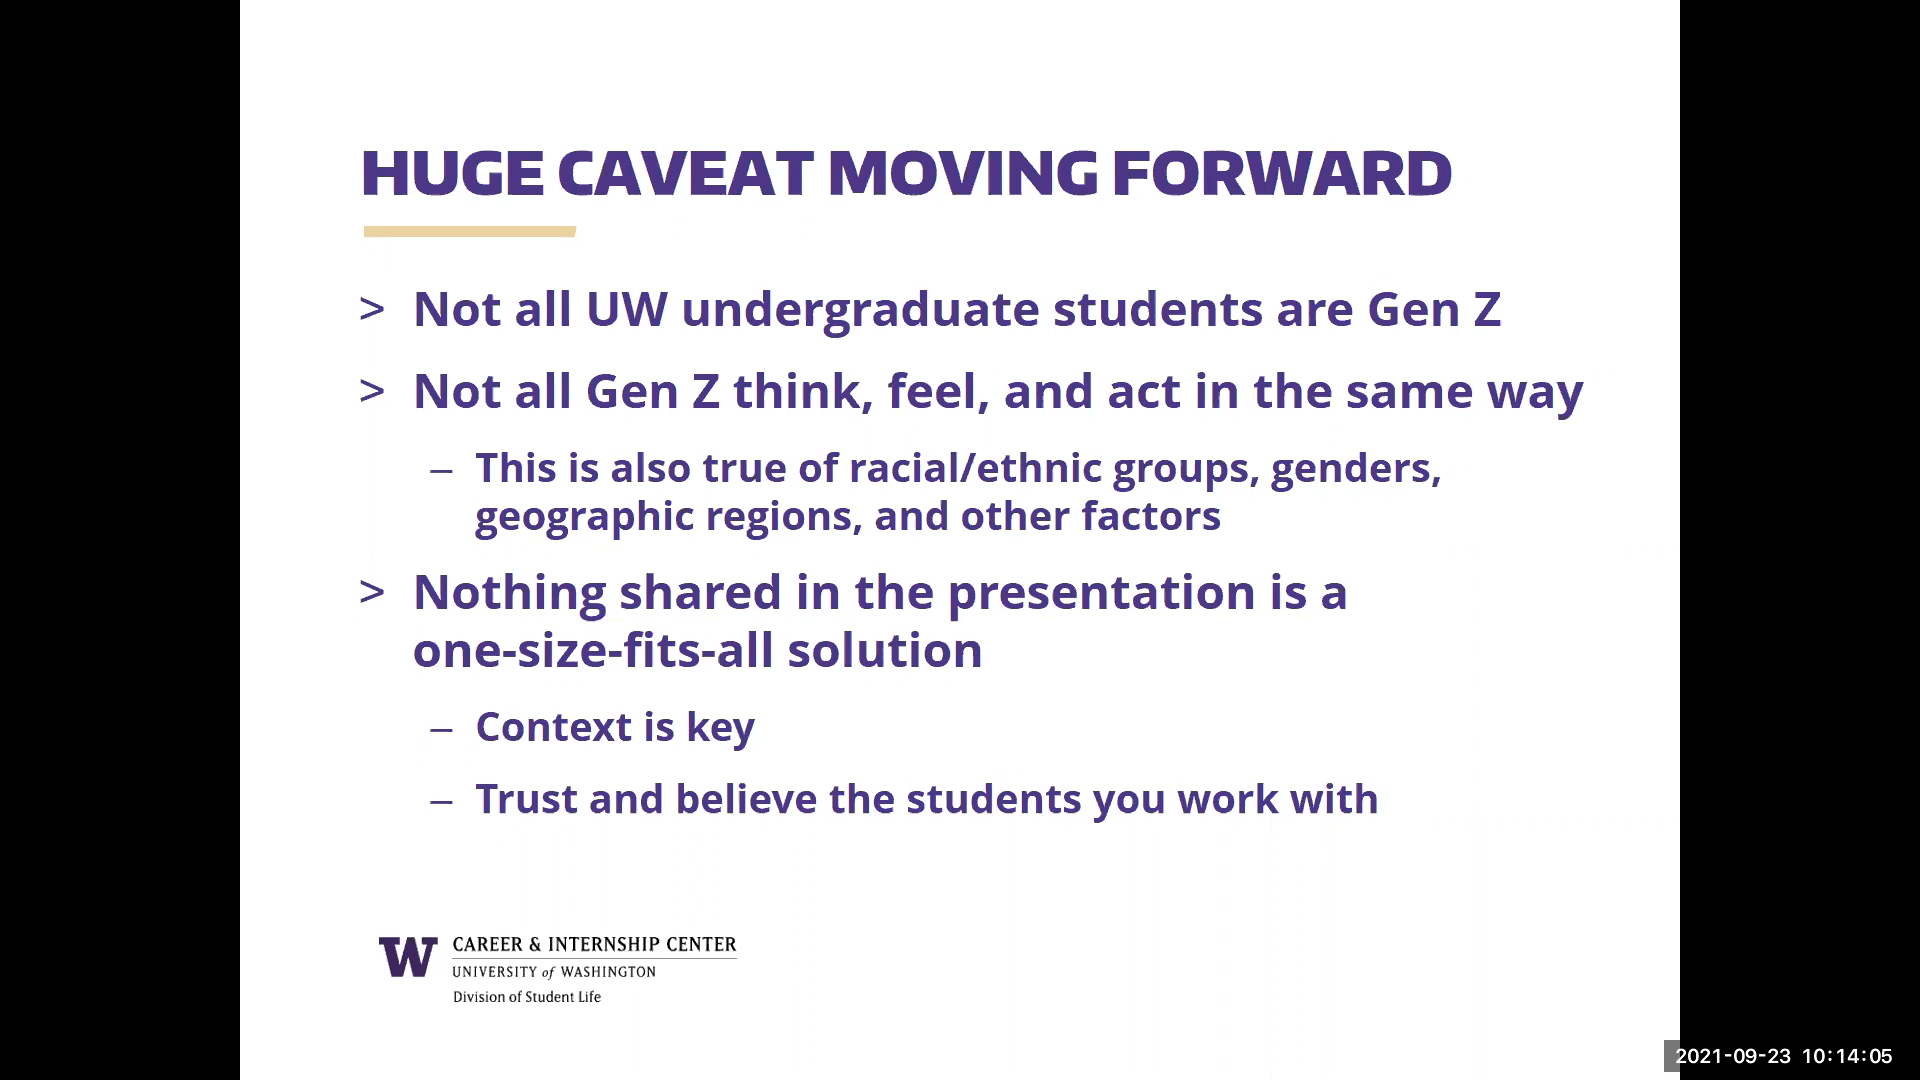 HUGE CAVEAT MOVING FORWARD
> Not all UW undergraduate students are Gen Z
> Not all Gen Z think, feel, and act in the same way
– This is also true of racial/ethnic groups, genders,
geographic regions, and other factors
> Nothing shared in the presentation is a
one-size-fits-all solution
– Context is key
– Trust and believe the students you work with
W CAREER & INTERNSHIP CENTER
UNIVERSITY of WASHINGTON
Division of Student Life
2021-09-23 10:14:05